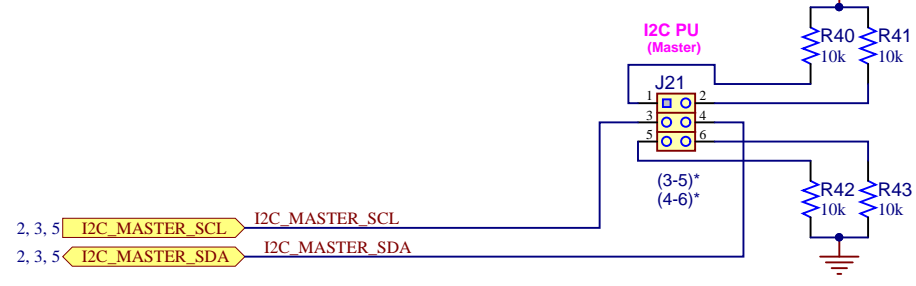 I2C PU
(Master)
R40
10k
R41
10k
J21
1
2
3
4
5
6
(3-5)*
(4-6)*
R42
10k
R43
10k
2, 3, 5
I2C_MASTER_SCL
I2C_MASTER_SCL
2, 3, 5
I2C_MASTER_SDA
I2C_MASTER_SDA